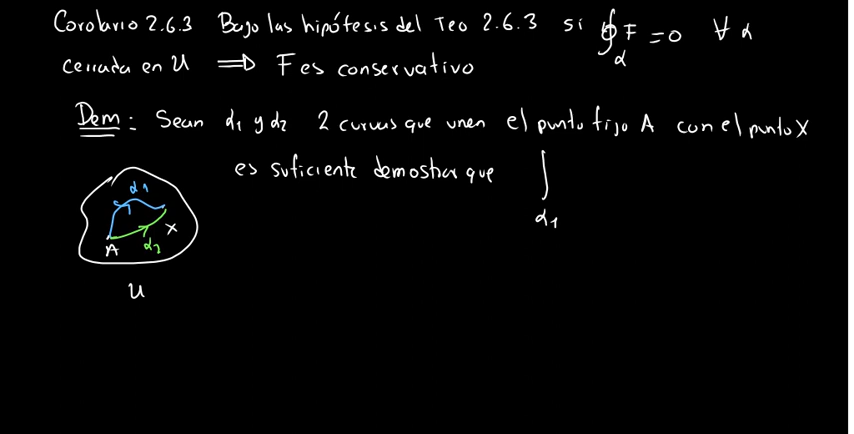 Corolario 2.6.3 Bajo las hipótesis del Teo 2.6.3 si ∮_α F = 0 ∀ α
cerrada en U ⟹ F es conservativo
Dem: Sean α1 y α2 2 curvas que unen el punto fijo A con el punto X
es suficiente demostrar que ∫_α1
α1
X
A
α2
U